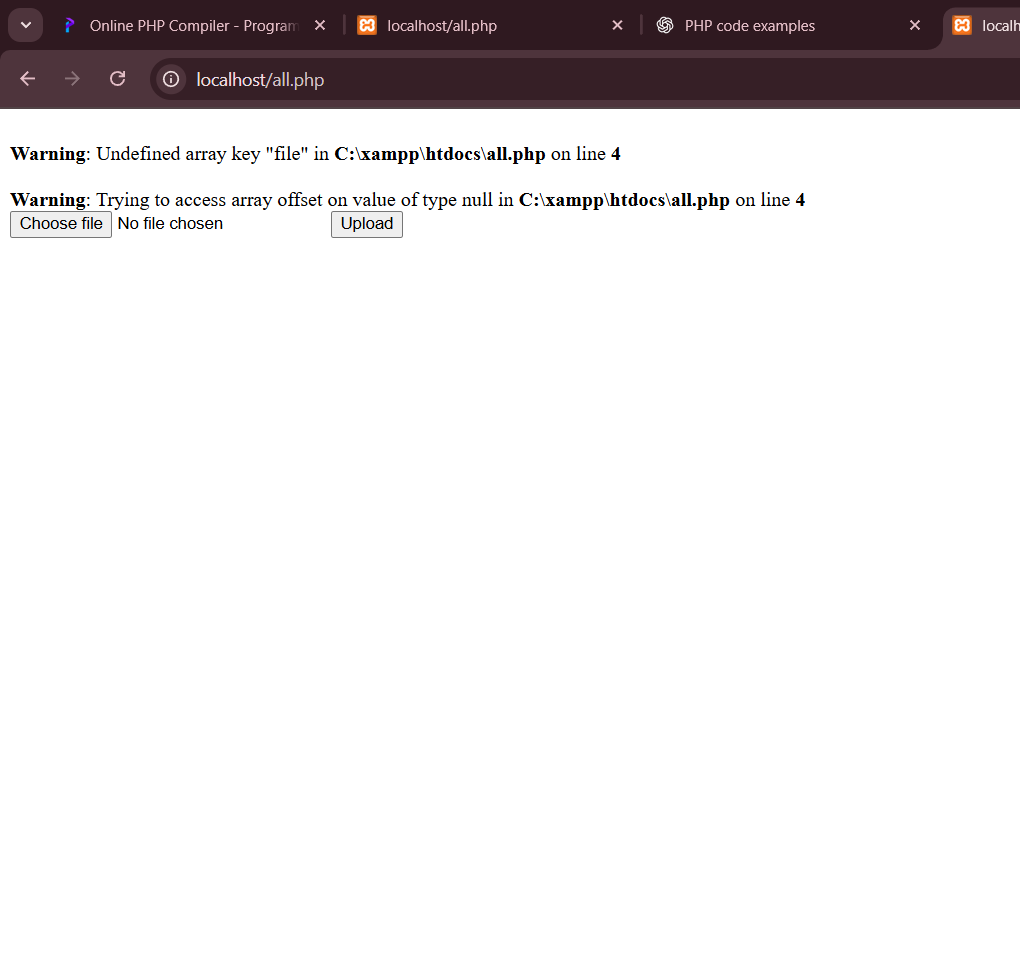 Online PHP Compiler - Program
localhost/all.php
PHP code examples
localh
localhost/all.php
Warning: Undefined array key "file" in C:\xampp\htdocs\all.php on line 4
Warning: Trying to access array offset on value of type null in C:\xampp\htdocs\all.php on line 4
Choose file No file chosen Upload